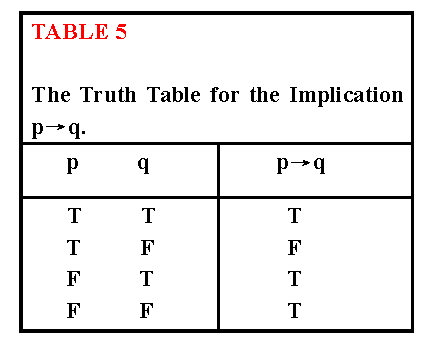 TABLE 5
The Truth Table for the Implication
p→q.
p q p→q
T T T
T F F
F T T
F F T